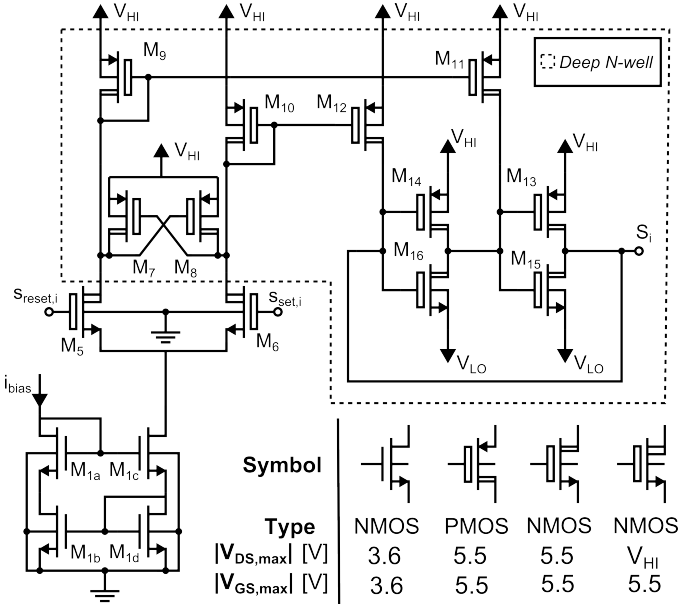 V_HI V_HI V_HI V_HI
M_9 M_11 Deep N-well
M_10 M_12
V_HI V_HI V_HI
M_14 M_13
S_i
M_7 M_8 M_16 M_15
s_reset,i s_set,i
M_5 M_6
V_LO V_LO
i_bias
M_1a M_1c
M_1b M_1d
Symbol
Type NMOS PMOS NMOS NMOS
|V_DS,max| [V] 3.6 5.5 5.5 V_HI
|V_GS,max| [V] 3.6 5.5 5.5 5.5